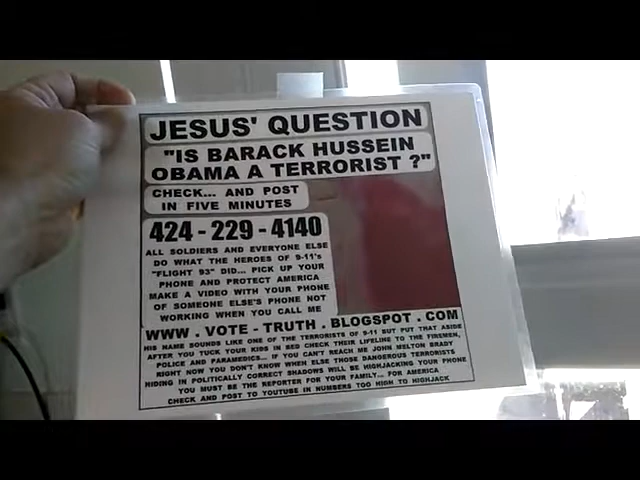 JESUS' QUESTION
"IS BARACK HUSSEIN
OBAMA A TERRORIST ?"
CHECK... AND POST
IN FIVE MINUTES
424 - 229 - 4140
ALL SOLDIERS AND EVERYONE ELSE
DO WHAT THE HEROES OF 9-11's
"FLIGHT 93" DID... PICK UP YOUR
PHONE AND PROTECT AMERICA
MAKE A VIDEO WITH YOUR PHONE
OF SOMEONE ELSE'S PHONE NOT
WORKING WHEN YOU CALL ME
WWW . VOTE - TRUTH . BLOGSPOT . COM
HIS NAME SOUNDS LIKE ONE OF THE TERRORISTS OF 9-11 BUT PUT THAT ASIDE
AFTER YOU TUCK YOUR KIDS IN BED CHECK THEIR LIFELINE TO THE FIREMEN,
POLICE AND PARAMEDICS... IF YOU CAN'T REACH ME JOHN MELTON BRADY
RIGHT NOW YOU DON'T KNOW WHEN ELSE THOSE DANGEROUS TERRORISTS
HIDING IN POLITICALLY CORRECT SHADOWS WILL BE HIGHJACKING YOUR PHONE
YOU MUST BE THE REPORTER FOR YOUR FAMILY... FOR AMERICA
CHECK AND POST TO YOUTUBE IN NUMBERS TOO HIGH TO HIGHJACK